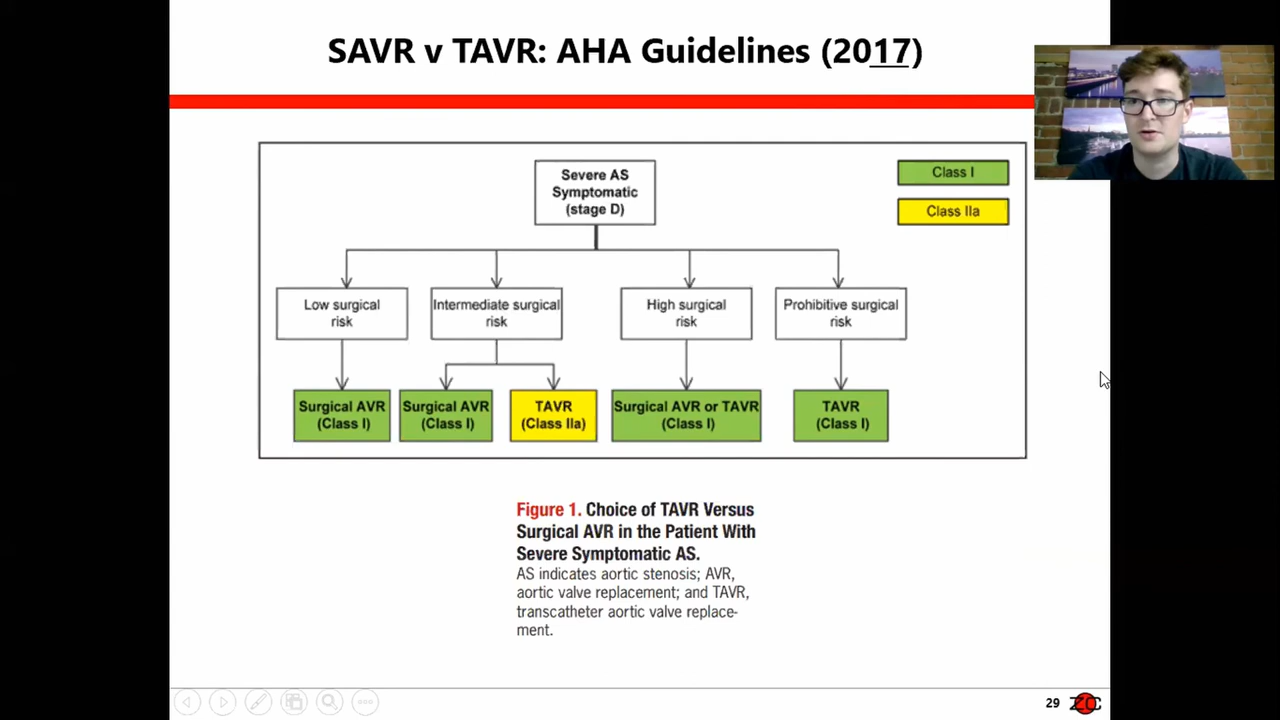 SAVR v TAVR: AHA Guidelines (2017)
Severe AS
Symptomatic
(stage D)
Class I
Class IIa
Low surgical
risk
Intermediate surgical
risk
High surgical
risk
Prohibitive surgical
risk
Surgical AVR
(Class I)
Surgical AVR
(Class I)
TAVR
(Class IIa)
Surgical AVR or TAVR
(Class I)
TAVR
(Class I)
Figure 1. Choice of TAVR Versus
Surgical AVR in the Patient With
Severe Symptomatic AS.
AS indicates aortic stenosis; AVR,
aortic valve replacement; and TAVR,
transcatheter aortic valve replace-
ment.
29